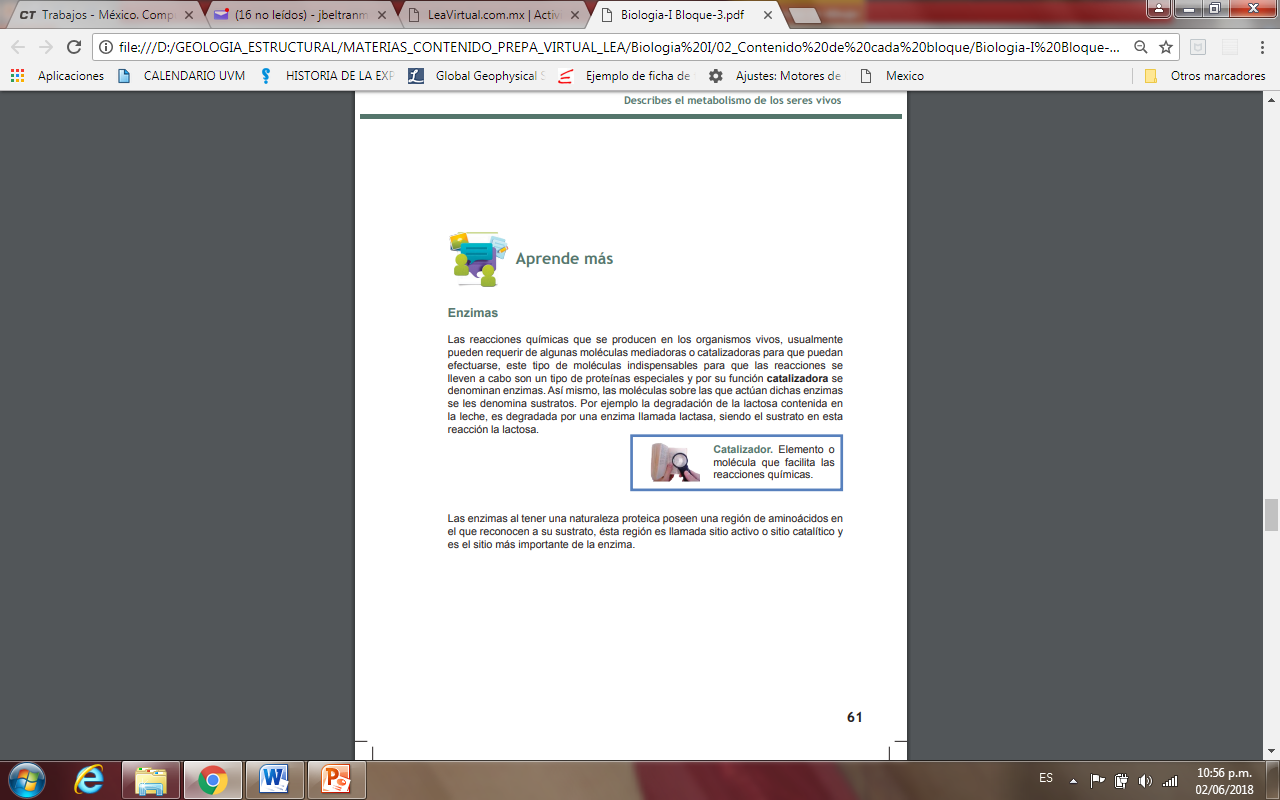 CT Trabajos - México. Comp
(16 no leídos) - jbeltranm
LeaVirtual.com.mx | Activ
Biologia-I Bloque-3.pdf
file:///D:/GEOLOGIA_ESTRUCTURAL/MATERIAS_CONTENIDO_PREPA_VIRTUAL_LEA/Biologia%20I/02_Contenido%20de%20cada%20bloque/Biologia-I%20Bloque-...
Aplicaciones
CALENDARIO UVM
HISTORIA DE LA EXP
Global Geophysical S
Ejemplo de ficha de
Ajustes: Motores de
Mexico
Otros marcadores
Describes el metabolismo de los seres vivos
Aprende más
Enzimas
Las reacciones químicas que se producen en los organismos vivos, usualmente
pueden requerir de algunas moléculas mediadoras o catalizadoras para que puedan
efectuarse, este tipo de moléculas indispensables para que las reacciones se
lleven a cabo son un tipo de proteínas especiales y por su función catalizadora se
denominan enzimas. Así mismo, las moléculas sobre las que actúan dichas enzimas
se les denomina sustratos. Por ejemplo la degradación de la lactosa contenida en
la leche, es degradada por una enzima llamada lactasa, siendo el sustrato en esta
reacción la lactosa.
Catalizador. Elemento o
molécula que facilita las
reacciones químicas.
Las enzimas al tener una naturaleza proteica poseen una región de aminoácidos en
el que reconocen a su sustrato, ésta región es llamada sitio activo o sitio catalítico y
es el sitio más importante de la enzima.
61
ES
10:56 p.m.
02/06/2018